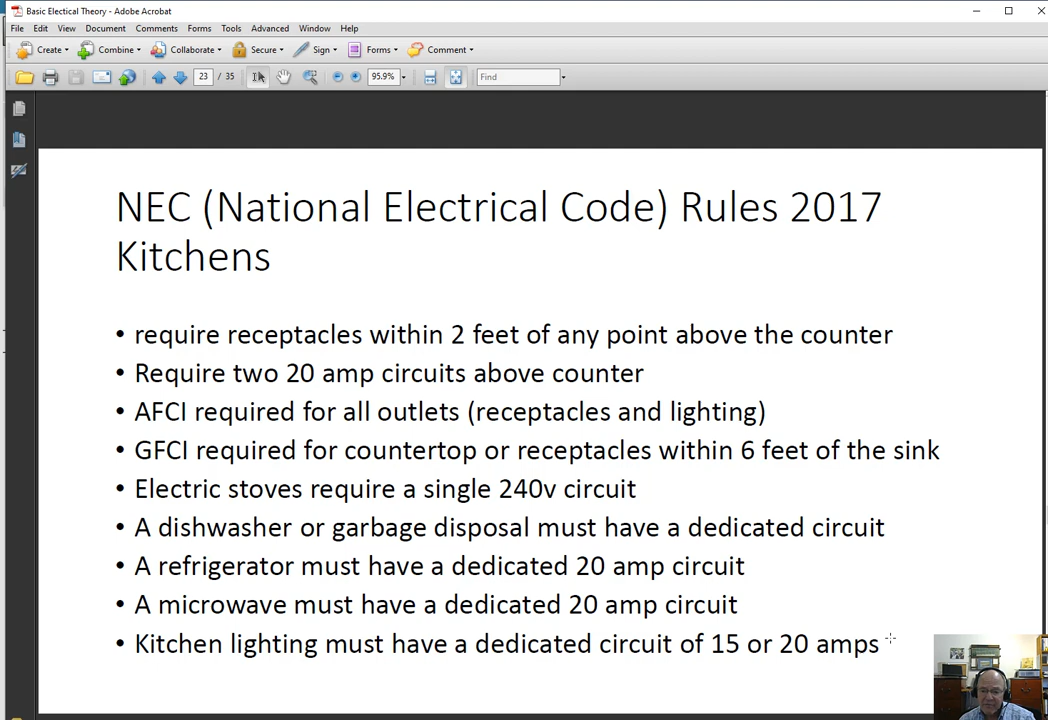 Basic Electical Theory - Adobe Acrobat
File Edit View Document Comments Forms Tools Advanced Window Help
Create Combine Collaborate Secure Sign Forms Comment
23 / 35 95.9% Find
NEC (National Electrical Code) Rules 2017
Kitchens
• require receptacles within 2 feet of any point above the counter
• Require two 20 amp circuits above counter
• AFCI required for all outlets (receptacles and lighting)
• GFCI required for countertop or receptacles within 6 feet of the sink
• Electric stoves require a single 240v circuit
• A dishwasher or garbage disposal must have a dedicated circuit
• A refrigerator must have a dedicated 20 amp circuit
• A microwave must have a dedicated 20 amp circuit
• Kitchen lighting must have a dedicated circuit of 15 or 20 amps